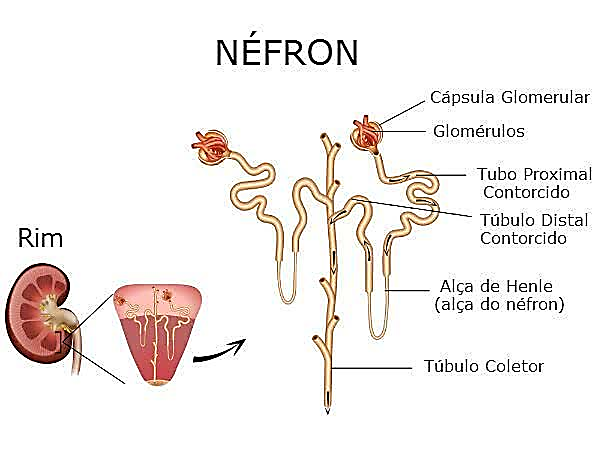 NÉFRON
Cápsula Glomerular
Glomérulos
Tubo Proximal
Contorcido
Túbulo Distal
Contorcido
Rim
Alça de Henle
(alça do néfron)
Túbulo Coletor